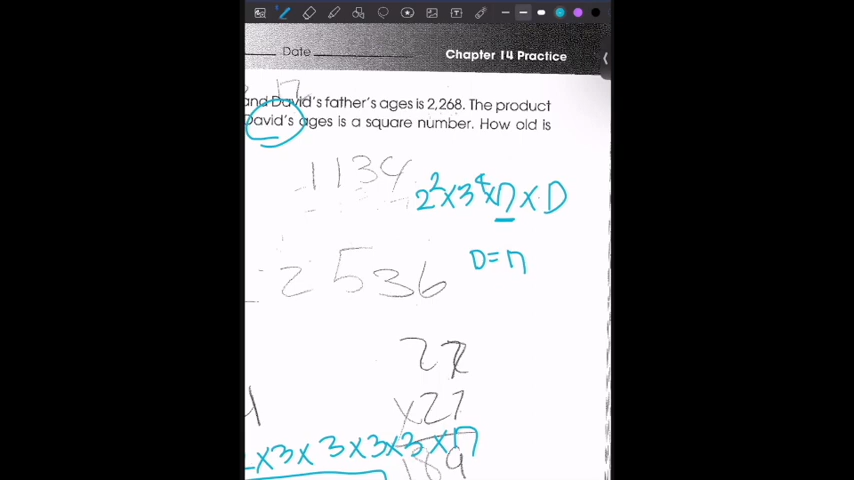 Date
Chapter 14 Practice
and David's father's ages is 2,268. The product
David's ages is a square number. How old is
1134
2² x 3⁴ x 7 x D
D = 7
2536
27
x 27
x 3 x 3 x 3 x 3 x 7
189